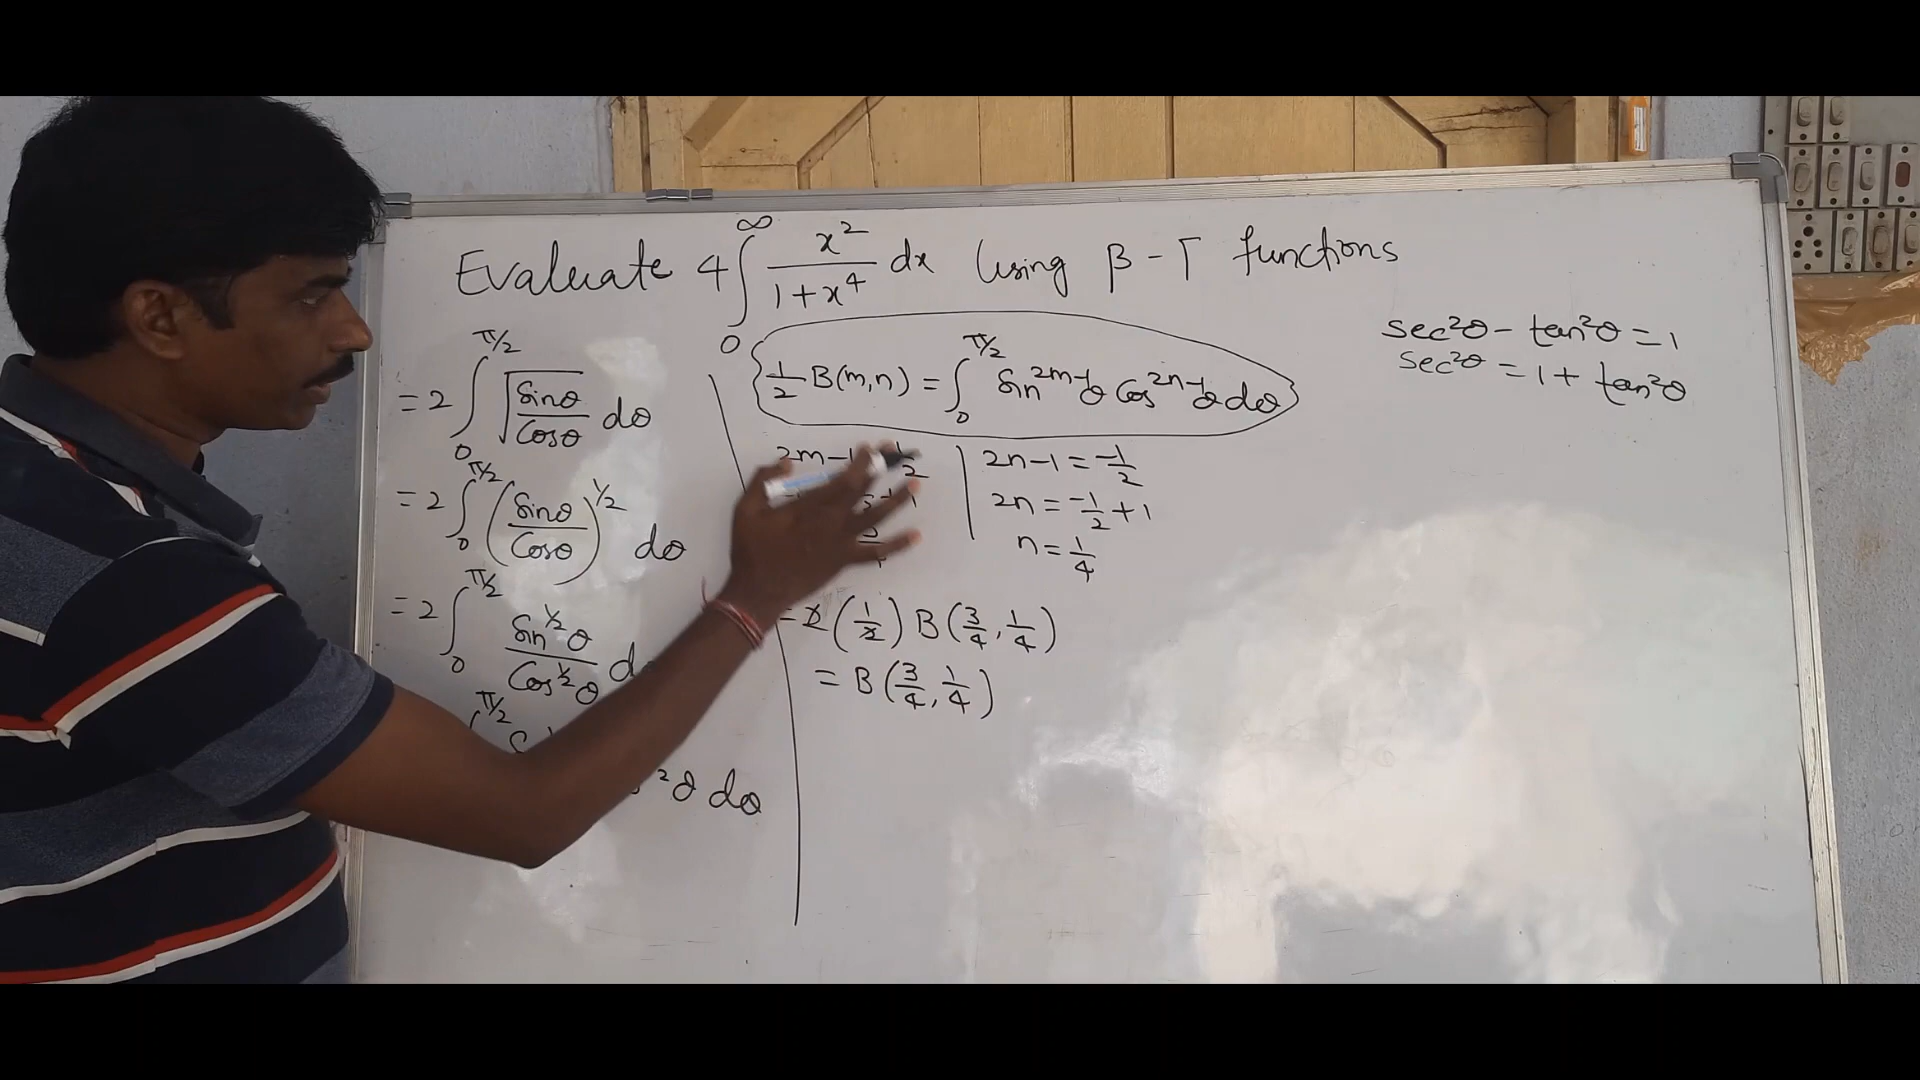 Evaluate 4 ∫₀^∞ x²/(1+x⁴) dx Using β-Γ functions
= 2 ∫₀^π/2 √(Sinθ/Cosθ) dθ
= 2 ∫₀^π/2 (Sinθ/Cosθ)^1/2 dθ
= 2 ∫₀^π/2 Sin^1/2 θ / Cos^1/2 θ
π/2
θ dθ
1/2 B(m,n) = ∫₀^π/2 Sin^2m-1 θ Cos^2n-1 θ dθ
2m-1
2n-1 = -1/2
2n = -1/2 + 1
n = 1/4
= 2 (1/2) B(3/4, 1/4)
= B(3/4, 1/4)
Sec²θ - tan²θ = 1
Sec²θ = 1 + tan²θ